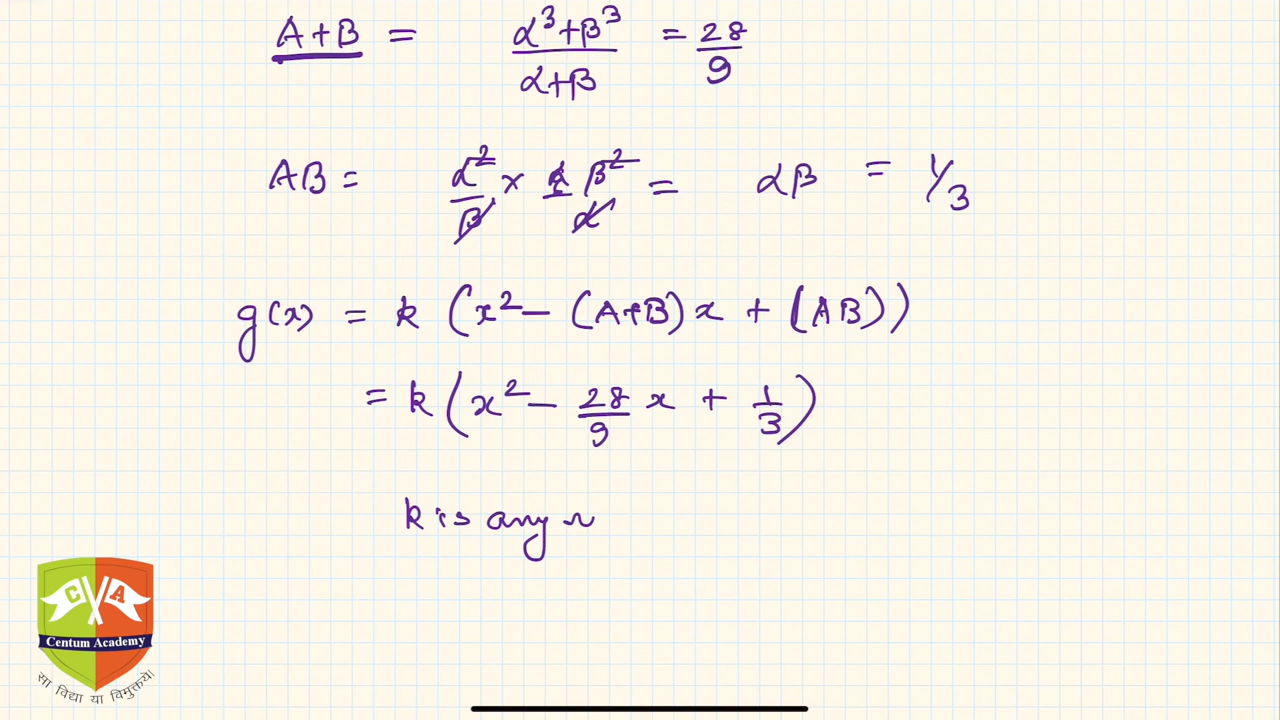 A+B = α³+β³/α+β = 28/9
AB = α²/β × β²/α = αβ = 1/3
g(x) = k (x² - (A+B)x + (AB))
= k (x² - 28/9 x + 1/3)
k is any n
C A
Centum Academy
सा विद्या या विमुक्तये।